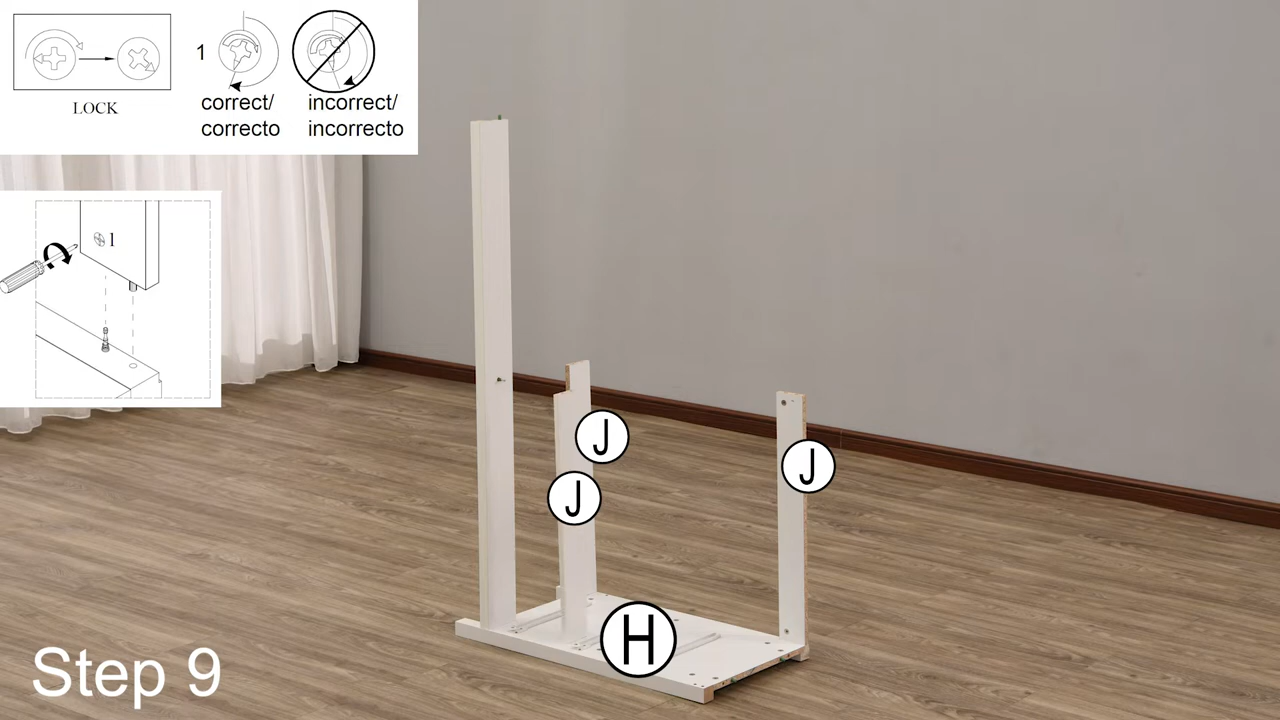 LOCK
1
correct/
correcto
incorrect/
incorrecto
1
J
J
J
H
Step 9